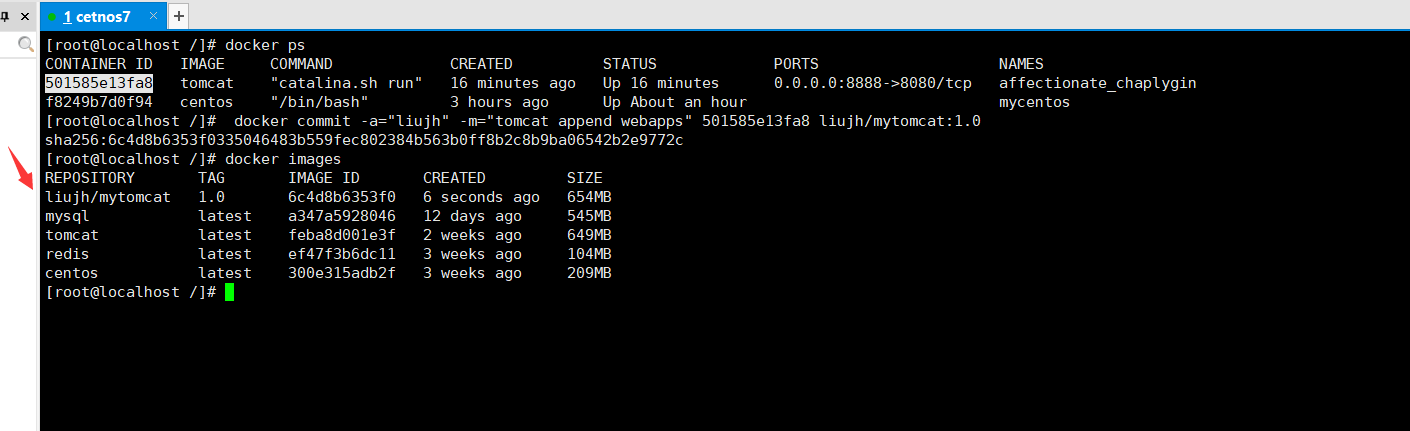 1 cetnos7 × +
[root@localhost /]# docker ps
CONTAINER ID   IMAGE     COMMAND             CREATED          STATUS             PORTS                    NAMES
501585e13fa8   tomcat    "catalina.sh run"   16 minutes ago   Up 16 minutes      0.0.0.0:8888->8080/tcp   affectionate_chaplygin
f8249b7d0f94   centos    "/bin/bash"         3 hours ago      Up About an hour                            mycentos
[root@localhost /]#  docker commit -a="liujh" -m="tomcat append webapps" 501585e13fa8 liujh/mytomcat:1.0
sha256:6c4d8b6353f0335046483b559fec802384b563b0ff8b2c8b9ba06542b2e9772c
[root@localhost /]# docker images
REPOSITORY       TAG       IMAGE ID       CREATED         SIZE
liujh/mytomcat   1.0       6c4d8b6353f0   6 seconds ago   654MB
mysql            latest    a347a5928046   12 days ago     545MB
tomcat           latest    feba8d001e3f   2 weeks ago     649MB
redis            latest    ef47f3b6dc11   3 weeks ago     104MB
centos           latest    300e315adb2f   3 weeks ago     209MB
[root@localhost /]#